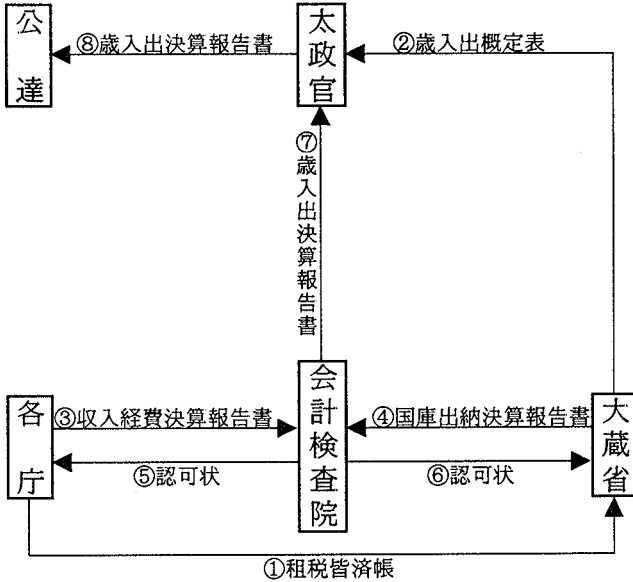 公達
⑧歳入出決算報告書
太政官
②歳入出概定表
⑦歳入出決算報告書
各庁
③収入経費決算報告書
会計検査院
④国庫出納決算報告書
大蔵省
⑤認可状
⑥認可状
①租税皆済帳